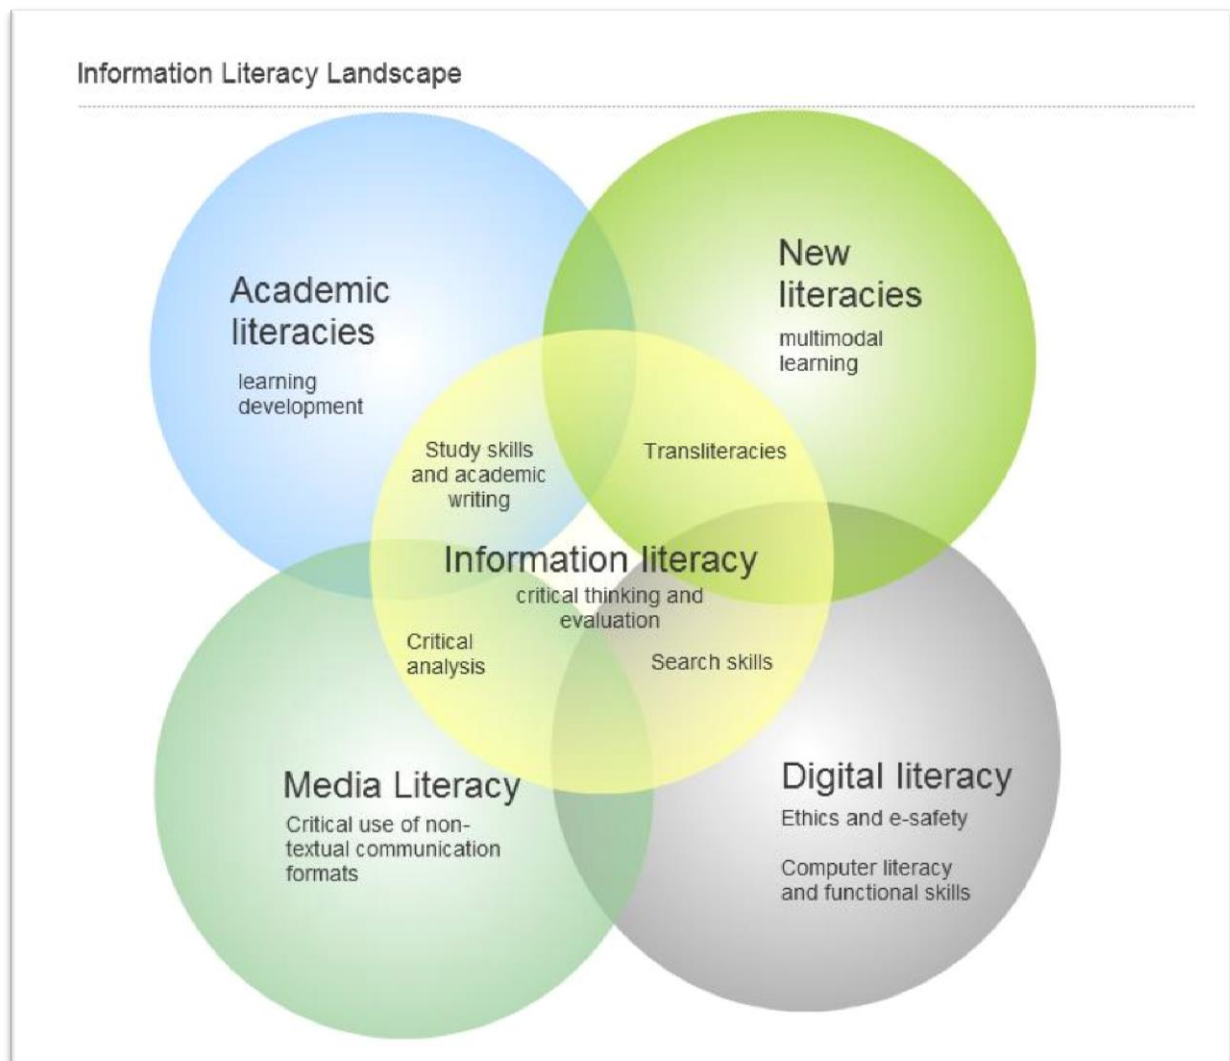 Information Literacy Landscape
Academic
literacies
learning
development
New
literacies
multimodal
learning
Study skills
and academic
writing
Transliteracies
Information literacy
critical thinking and
evaluation
Critical
analysis
Search skills
Media Literacy
Critical use of non-
textual communication
formats
Digital literacy
Ethics and e-safety
Computer literacy
and functional skills